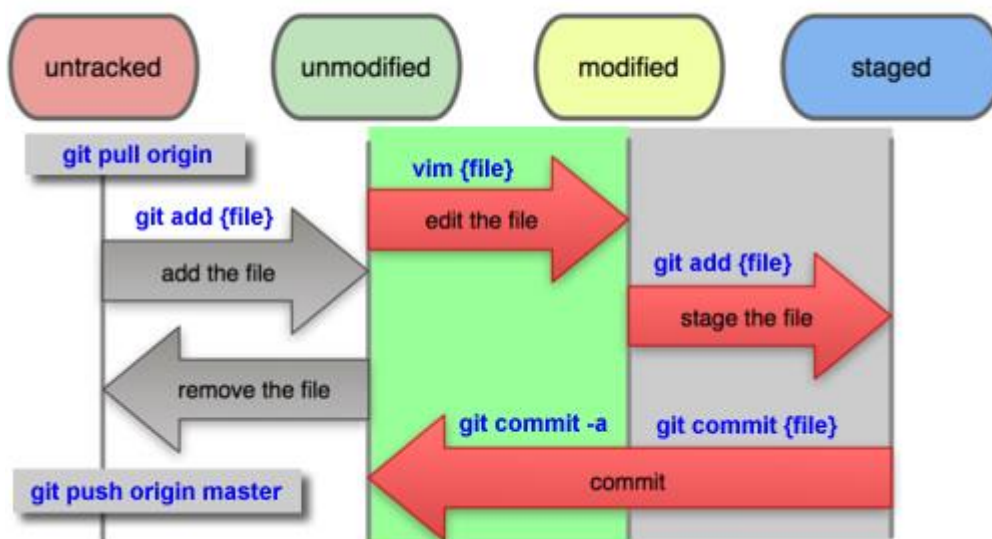 untracked
unmodified
modified
staged
git pull origin
vim {file}
git add {file}
edit the file
git add {file}
add the file
stage the file
remove the file
git commit -a
git commit {file}
git push origin master
commit